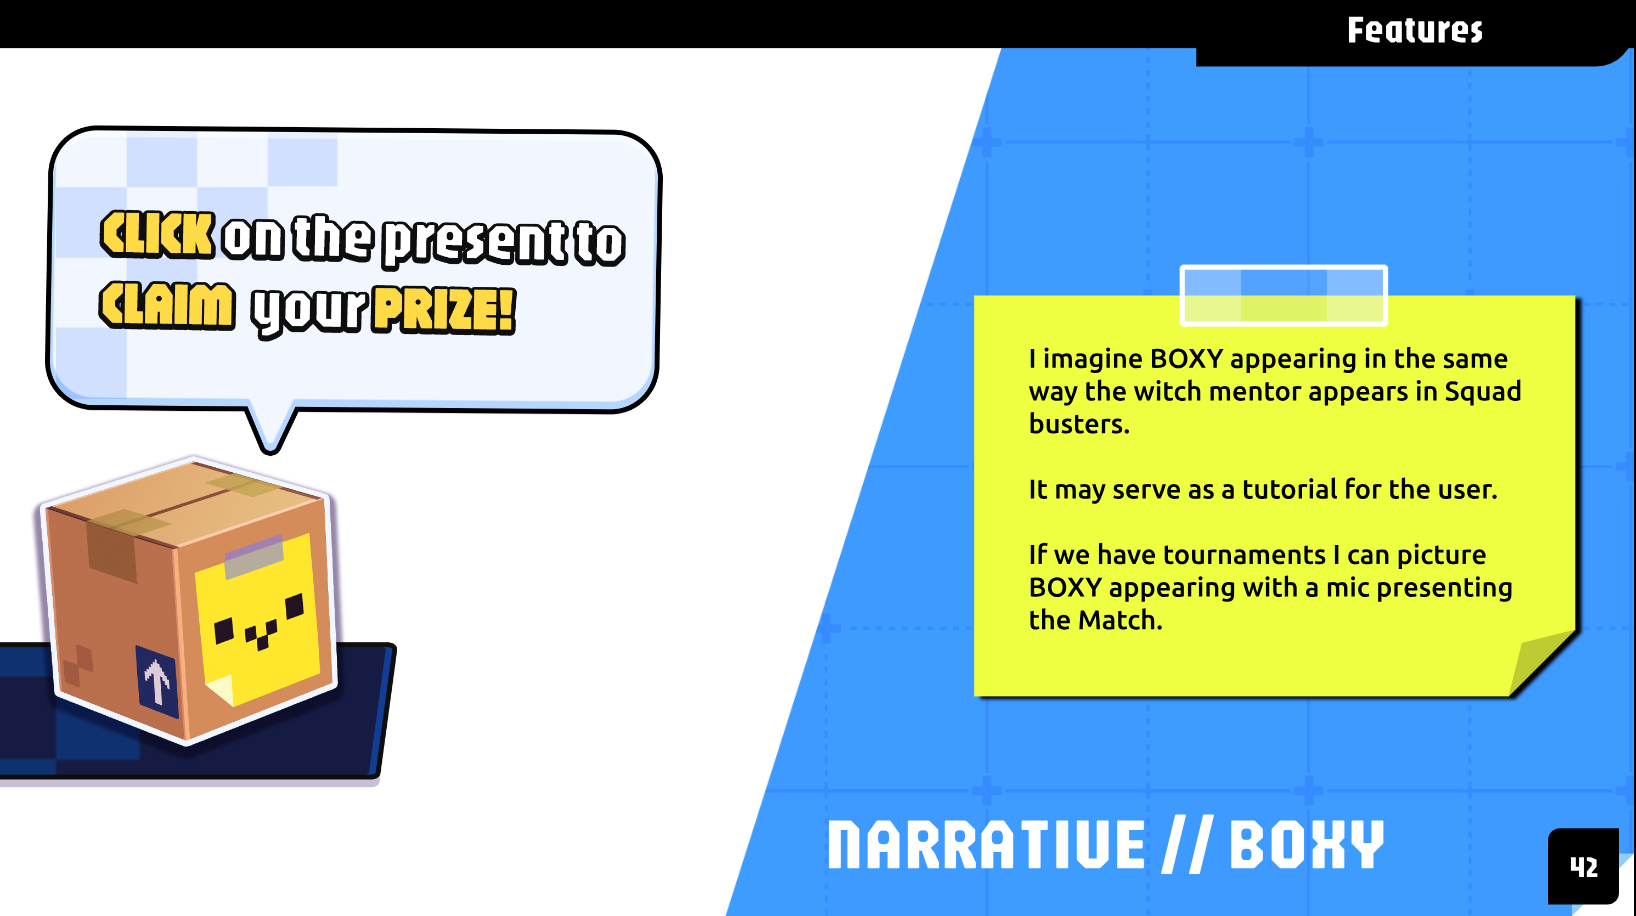 Features
CLICK on the present to
CLAIM your PRIZE!
I imagine BOXY appearing in the same
way the witch mentor appears in Squad
busters.
It may serve as a tutorial for the user.
If we have tournaments I can picture
BOXY appearing with a mic presenting
the Match.
NARRATIVE // BOXY
42